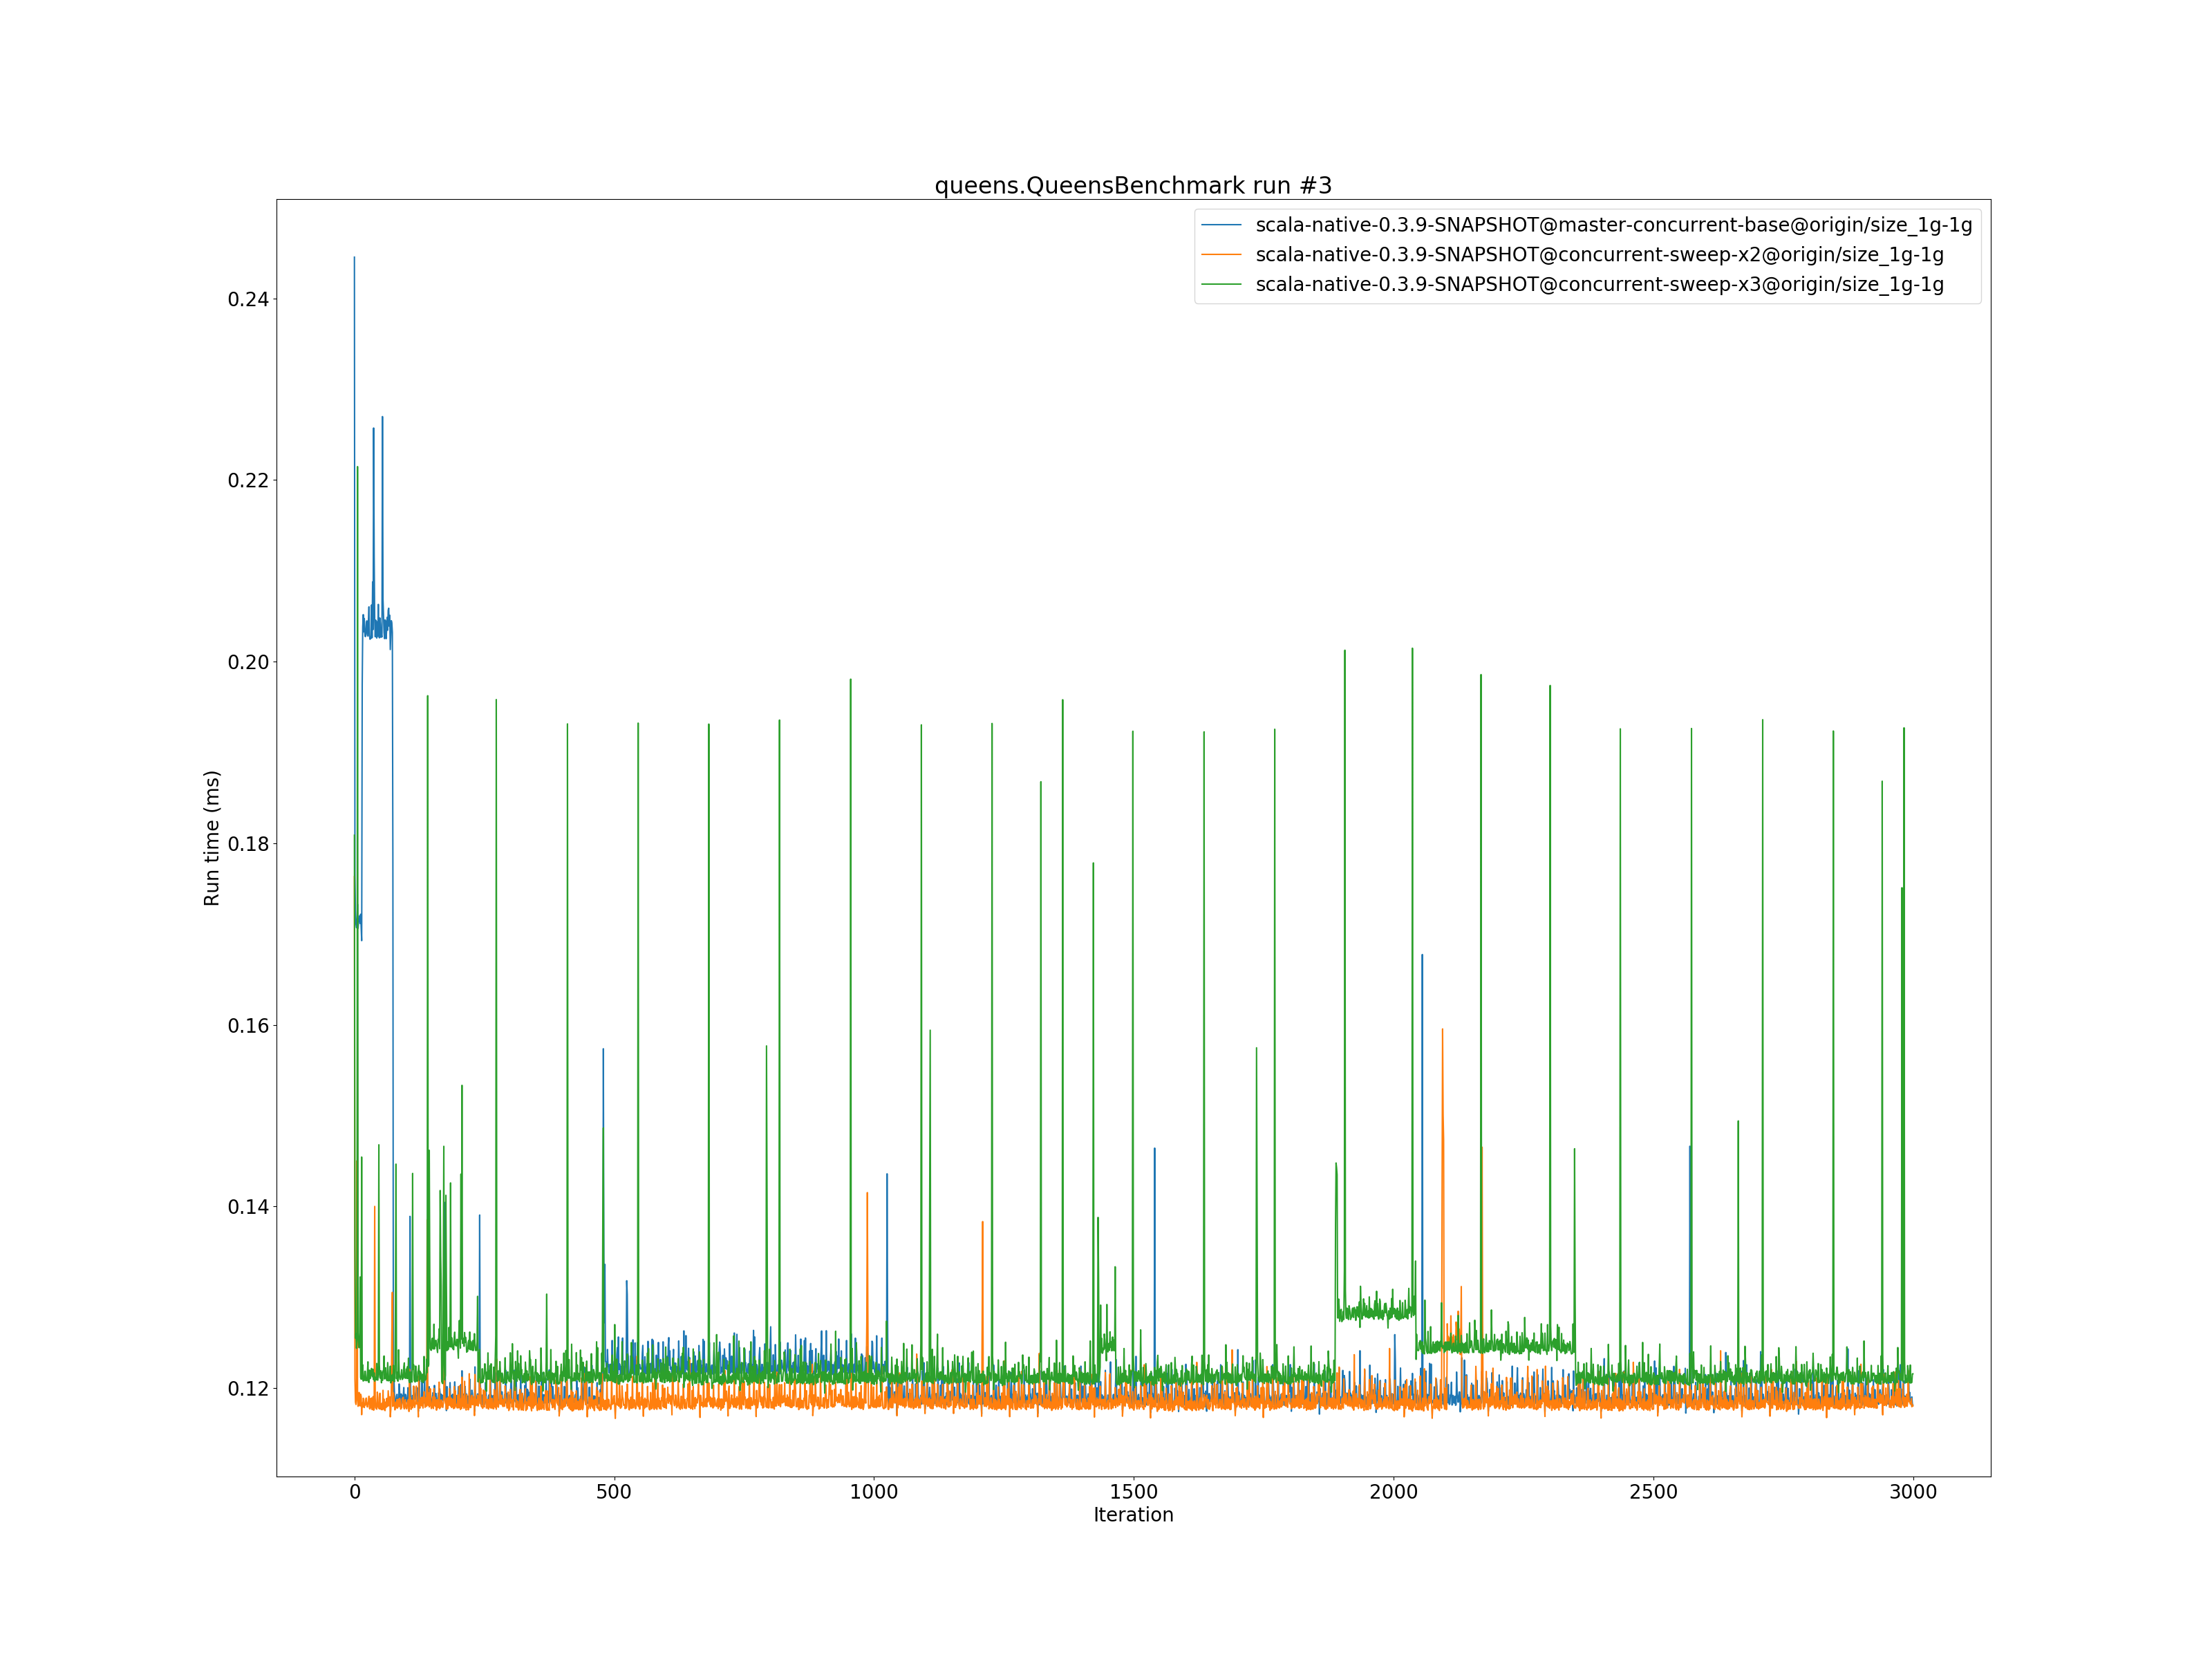 queens.QueensBenchmark run #3
scala-native-0.3.9-SNAPSHOT@master-concurrent-base@origin/size_1g-1g
scala-native-0.3.9-SNAPSHOT@concurrent-sweep-x2@origin/size_1g-1g
scala-native-0.3.9-SNAPSHOT@concurrent-sweep-x3@origin/size_1g-1g
0.24
0.22
0.20
0.18
0.16
0.14
0.12
Run time (ms)
0 500 1000 1500 2000 2500 3000
Iteration